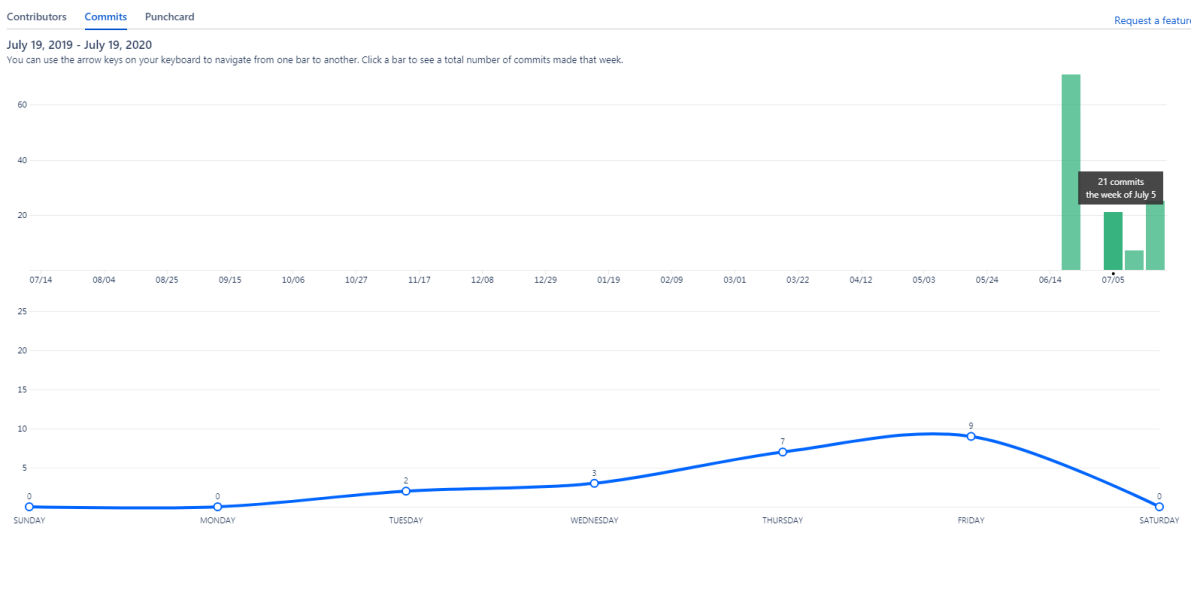 Contributors Commits Punchcard
Request a feature
July 19, 2019 - July 19, 2020
You can use the arrow keys on your keyboard to navigate from one bar to another. Click a bar to see a total number of commits made that week.
60
40
20
21 commits
the week of July 5
07/14 08/04 08/25 09/15 10/06 10/27 11/17 12/08 12/29 01/19 02/09 03/01 03/22 04/12 05/03 05/24 06/14 07/05
25
20
15
10
5
0 0 2 3 7 9 0
SUNDAY MONDAY TUESDAY WEDNESDAY THURSDAY FRIDAY SATURDAY